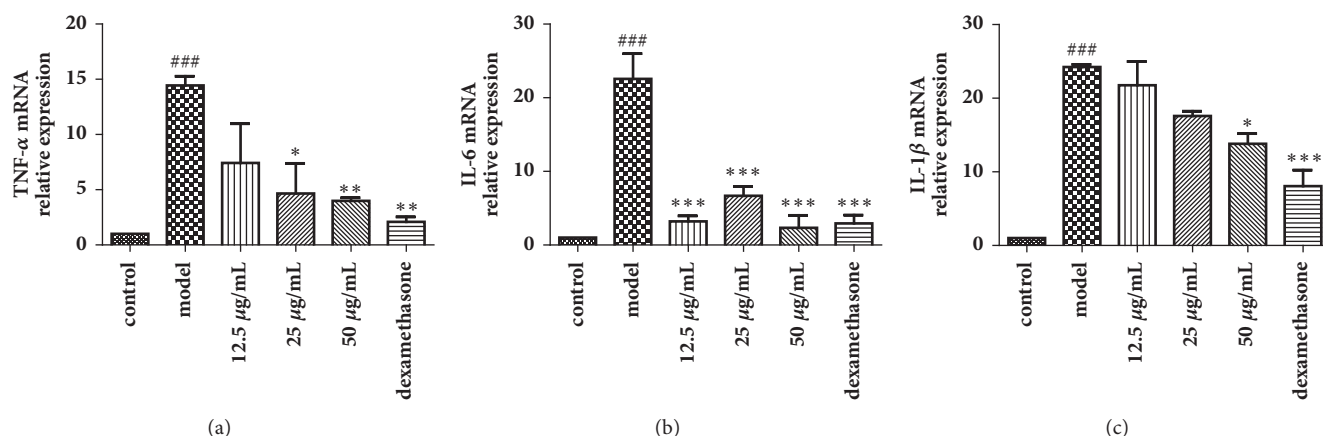 TNF-α mRNA
relative expression
20
15
10
5
0
###
*
**
**
control
model
12.5 μg/mL
25 μg/mL
50 μg/mL
dexamethasone
(a)
IL-6 mRNA
relative expression
30
20
10
0
###
***
***
***
***
control
model
12.5 μg/mL
25 μg/mL
50 μg/mL
dexamethasone
(b)
IL-1β mRNA
relative expression
30
20
10
0
###
*
***
control
model
12.5 μg/mL
25 μg/mL
50 μg/mL
dexamethasone
(c)